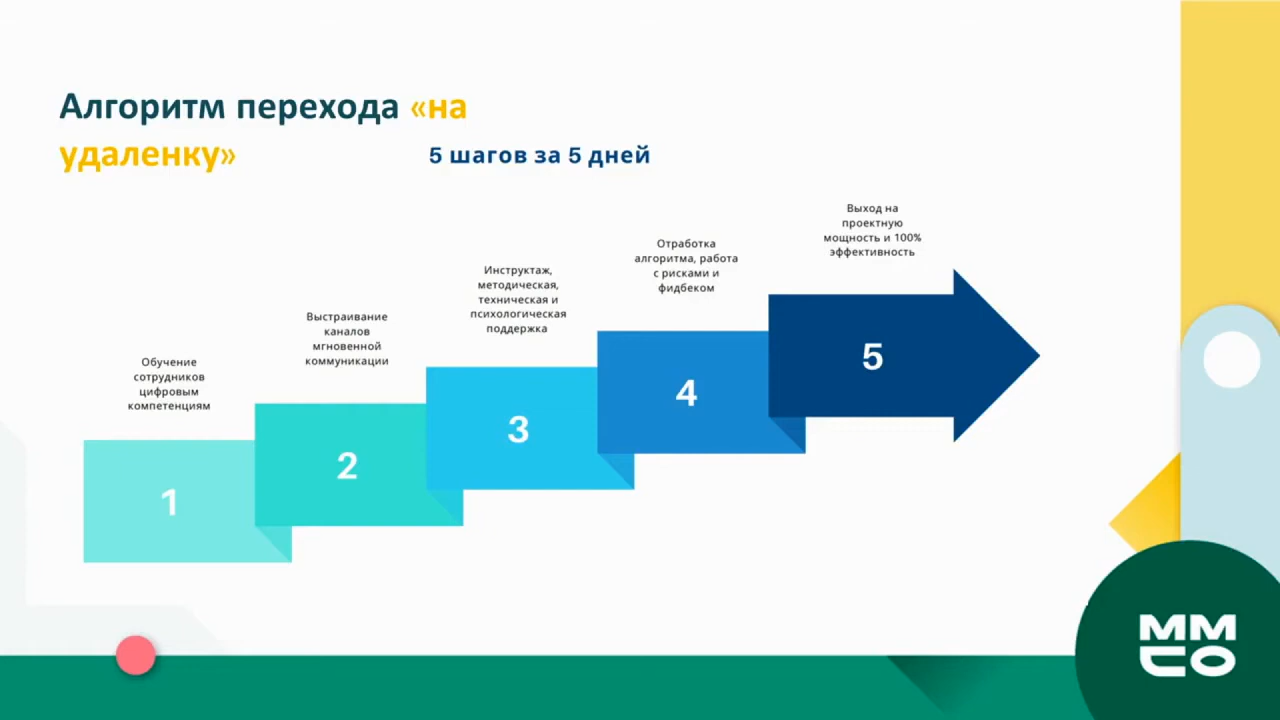 Алгоритм перехода «на
удаленку»
5 шагов за 5 дней
Обучение
сотрудников
цифровым
компетенциям
1
Выстраивание
каналов
мгновенной
коммуникации
2
Инструктаж,
методическая,
техническая и
психологическая
поддержка
3
Отработка
алгоритма, работа
с рисками и
фидбеком
4
Выход на
проектную
мощность и 100%
эффективность
5
ММ
СО